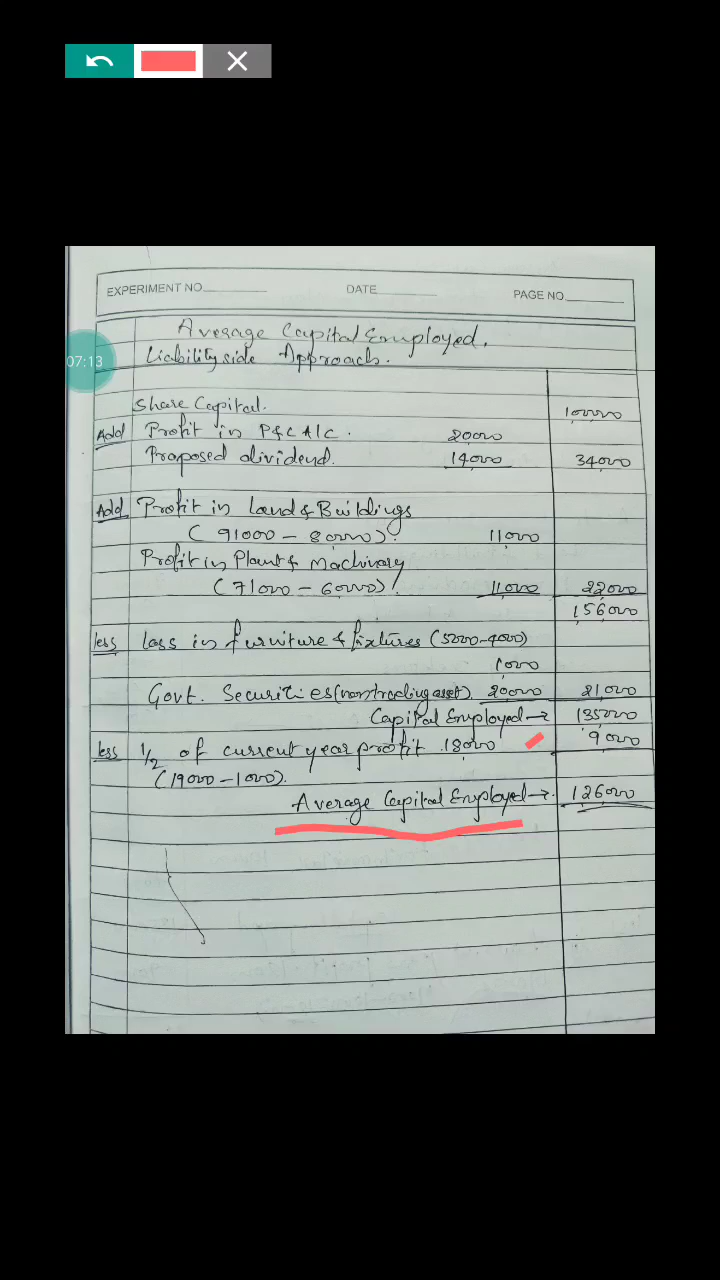 EXPERIMENT NO. DATE PAGE NO.
Average Capital Employed.
07:13
Liability side Approach.
Share Capital. 100000
Add Profit in P&L A/C. 20000
Proposed dividend. 14000 34000
Add Profit in Land & Buildings
(91000 - 80000). 11000
Profit in Plant & Machinery
(71000 - 60000) 11000 22000
156000
less Loss in furniture & fixtures (5000-4000)
1000
Govt. Securities (nontrading asset) 20000 21000
Capital Employed→ 135000
less 1/2 of current year profit 18000 9000
(19000-1000).
Average Capital Employed→ 126000